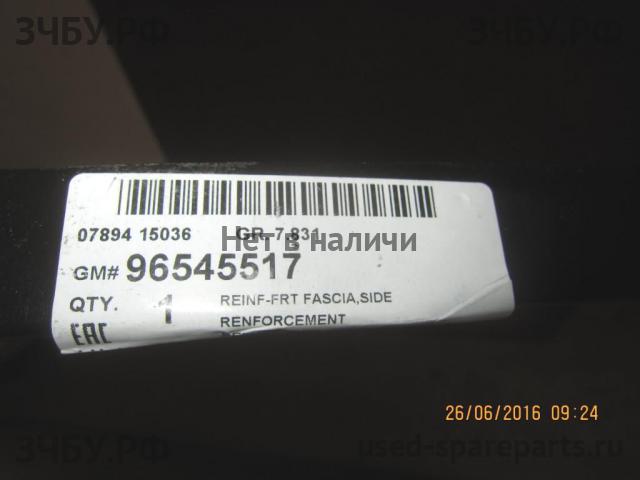 ЗЧБУ.РФ
ЗЧБУ.РФ
07894 15036 GR-7.831
Нет в наличи
GM# 96545517
QTY. 1 REINF-FRT FASCIA,SIDE
RENFORCEMENT
EAC
26/06/2016 09:24
ЗЧБУ.РФ
used-spareparts.ru